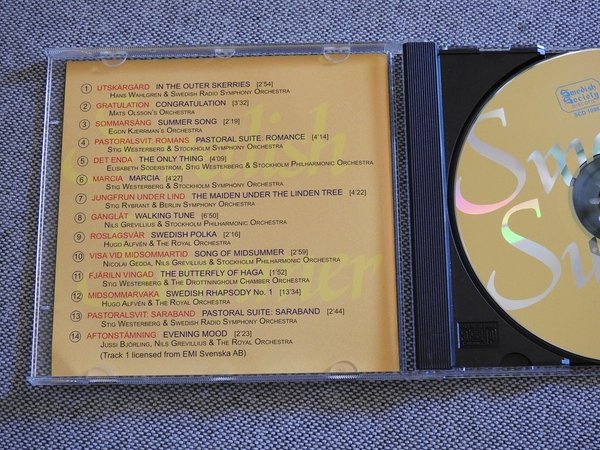 1 UTSKÄRGÅRD IN THE OUTER SKERRIES [2'54]
HANS WAHLGREN & SWEDISH RADIO SYMPHONY ORCHESTRA
2 GRATULATION CONGRATULATION [3'32]
MATS OLSSON'S ORCHESTRA
3 SOMMARSÅNG SUMMER SONG [2'19]
EGON KJERRMAN'S ORCHESTRA
4 PASTORALSVIT: ROMANS PASTORAL SUITE: ROMANCE [4'14]
STIG WESTERBERG & STOCKHOLM SYMPHONY ORCHESTRA
5 DET ENDA THE ONLY THING [4'09]
ELISABETH SÖDERSTRÖM, STIG WESTERBERG & STOCKHOLM PHILHARMONIC ORCHESTRA
6 MARCIA MARCIA [4'27]
STIG WESTERBERG & STOCKHOLM SYMPHONY ORCHESTRA
7 JUNGFRUN UNDER LIND THE MAIDEN UNDER THE LINDEN TREE [4'22]
STIG RYBRANT & BERLIN SYMPHONY ORCHESTRA
8 GÅNGLÅT WALKING TUNE [6'50]
NILS GREVILLIUS & STOCKHOLM PHILHARMONIC ORCHESTRA
9 ROSLAGSVÅR SWEDISH POLKA [2'16]
HUGO ALFVÉN & THE ROYAL ORCHESTRA
10 VISA VID MIDSOMMARTID SONG OF MIDSUMMER [2'59]
NICOLAI GEDDA, NILS GREVILIUS & STOCKHOLM PHILHARMONIC ORCHESTRA
11 FJÄRILN VINGAD THE BUTTERFLY OF HAGA [1'52]
STIG WESTERBERG & THE DROTTNINGHOLM CHAMBER ORCHESTRA
12 MIDSOMMARVAKA SWEDISH RHAPSODY NO. 1 [13'34]
HUGO ALFVÉN & THE ROYAL ORCHESTRA
13 PASTORALSVIT: SARABAND PASTORAL SUITE: SARABAND [2'44]
STIG WESTERBERG & SWEDISH RADIO SYMPHONY ORCHESTRA
14 AFTONSTÄMNING EVENING MOOD [2'23]
JUSSI BJÖRLING, NILS GREVILLIUS & THE ROYAL ORCHESTRA
(Track 1 licensed from EMI Svenska AB)
Swedish
Society